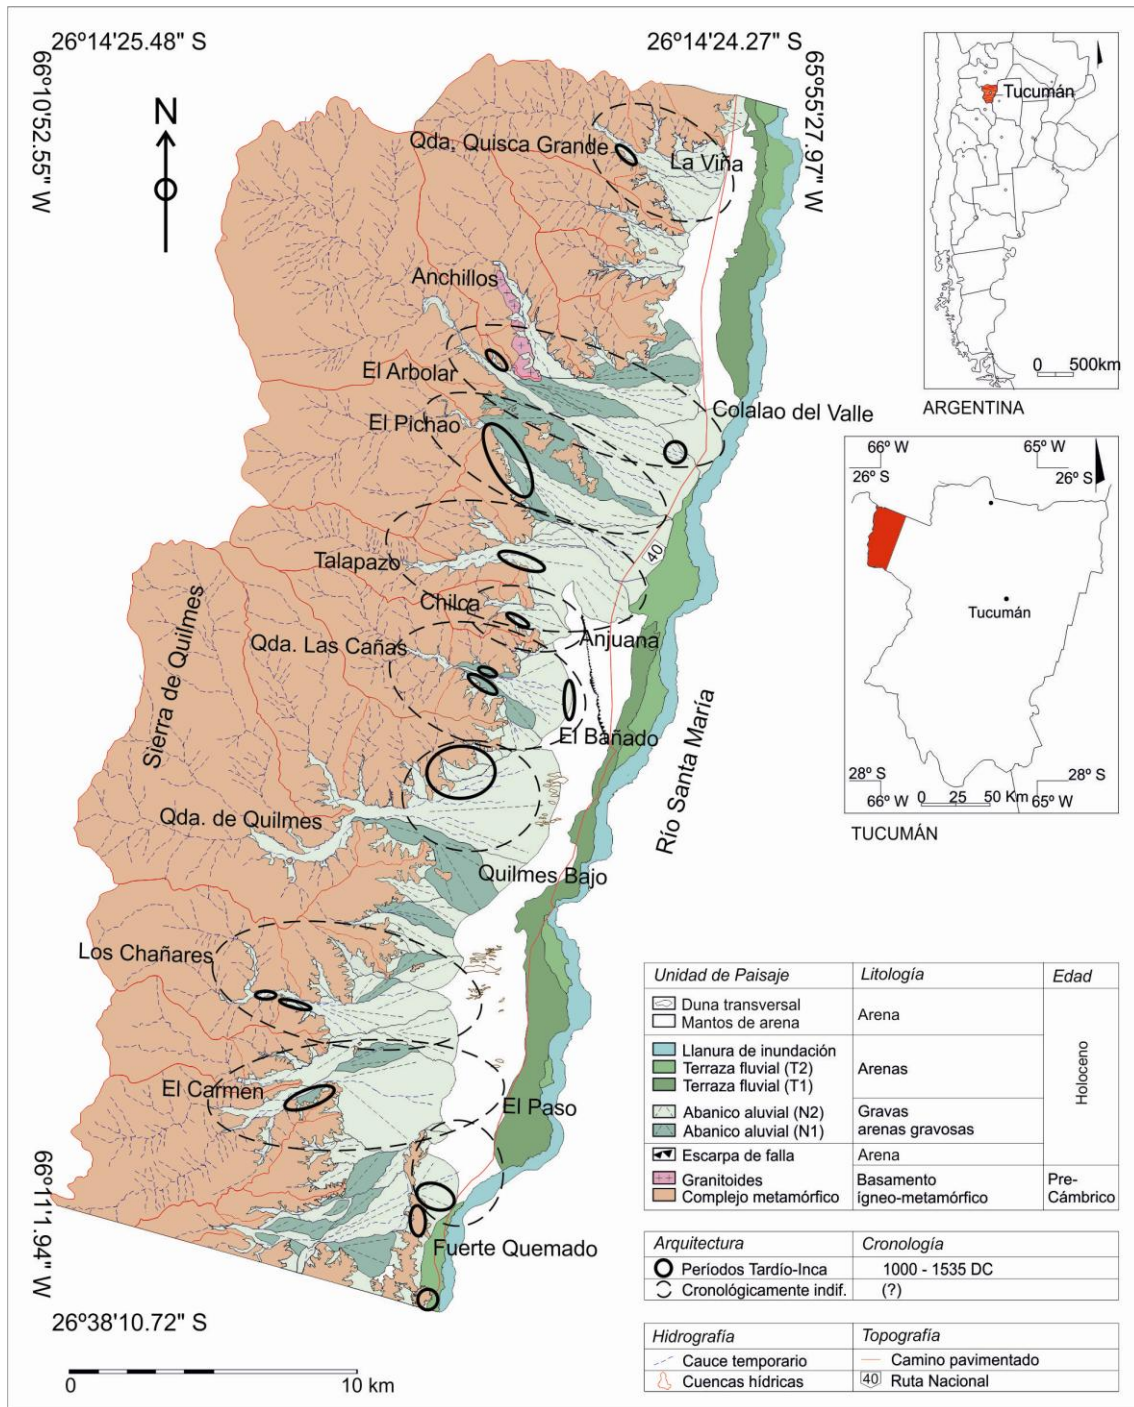 26º14'25.48" S
26º14'24.27" S
66º10'52.55" W
65º55'27.97" W
N
Qda. Quisca Grande
La Viña
Anchillos
El Arbolar
Colalao del Valle
El Pichao
40
Talapazo
Chilca
Anjuana
Qda. Las Cañas
Sierra de Quilmes
El Bañado
Río Santa María
Qda. de Quilmes
Quilmes Bajo
Los Chañares
El Carmen
El Paso
Fuerte Quemado
66º11'1.94" W
26º38'10.72" S
0 10 km
Tucumán
0 500km
ARGENTINA
66º W 65º W
26º S 26º S
Tucumán
28º S 28º S
66º W 0 25 50 Km 65º W
TUCUMÁN
Unidad de Paisaje Litología Edad
Duna transversal
Mantos de arena
Arena
Llanura de inundación
Terraza fluvial (T2)
Terraza fluvial (T1)
Arenas
Holoceno
Abanico aluvial (N2)
Abanico aluvial (N1)
Gravas
arenas gravosas
Escarpa de falla Arena
Granitoides
Complejo metamórfico
Basamento
ígneo-metamórfico
Pre-
Cámbrico
Arquitectura Cronología
Períodos Tardío-Inca 1000 - 1535 DC
Cronológicamente indif. (?)
Hidrografía Topografía
Cauce temporario Camino pavimentado
Cuencas hídricas 40 Ruta Nacional